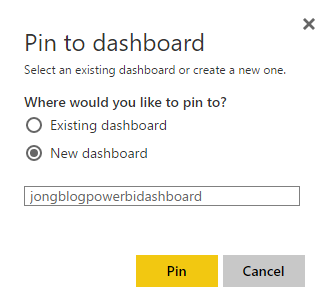 Pin to dashboard
Select an existing dashboard or create a new one.
Where would you like to pin to?
Existing dashboard
New dashboard
jongblogpowerbidashboard
Pin Cancel